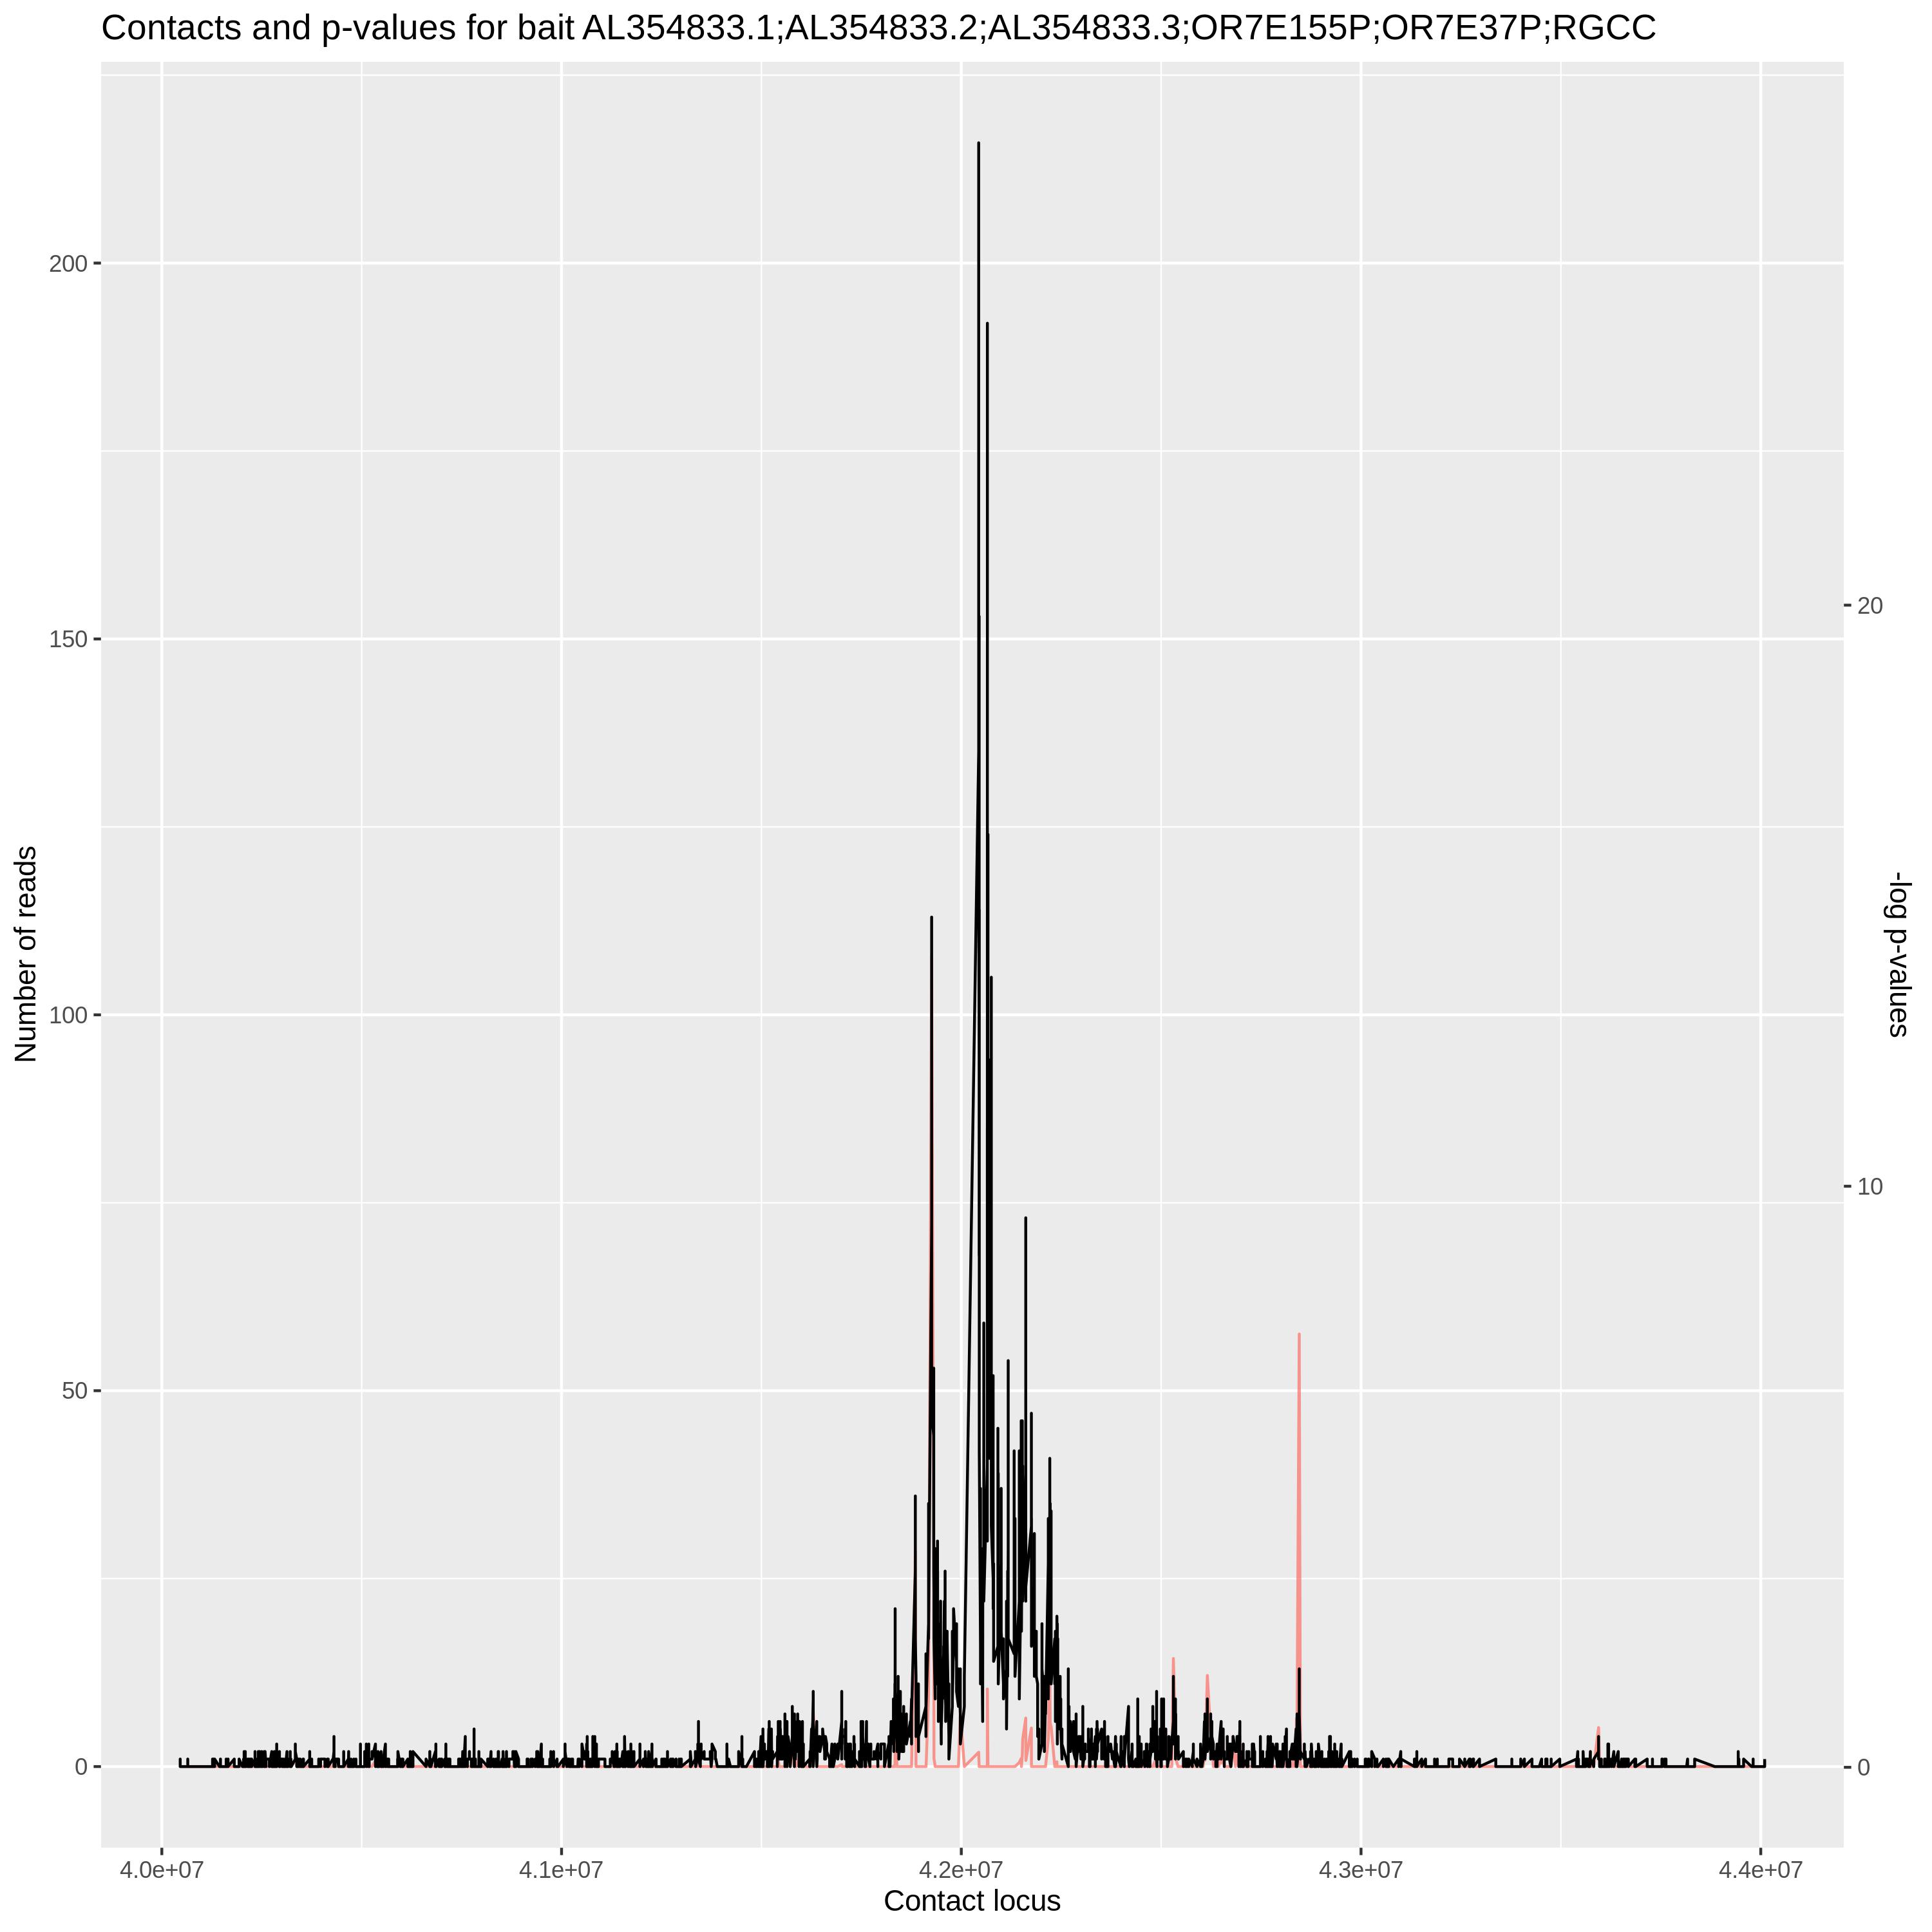 Contacts and p-values for bait AL354833.1;AL354833.2;AL354833.3;OR7E155P;OR7E37P;RGCC
Number of reads
200
150
100
50
0
20
10
0
-log p-values
4.0e+07 4.1e+07 4.2e+07 4.3e+07 4.4e+07
Contact locus